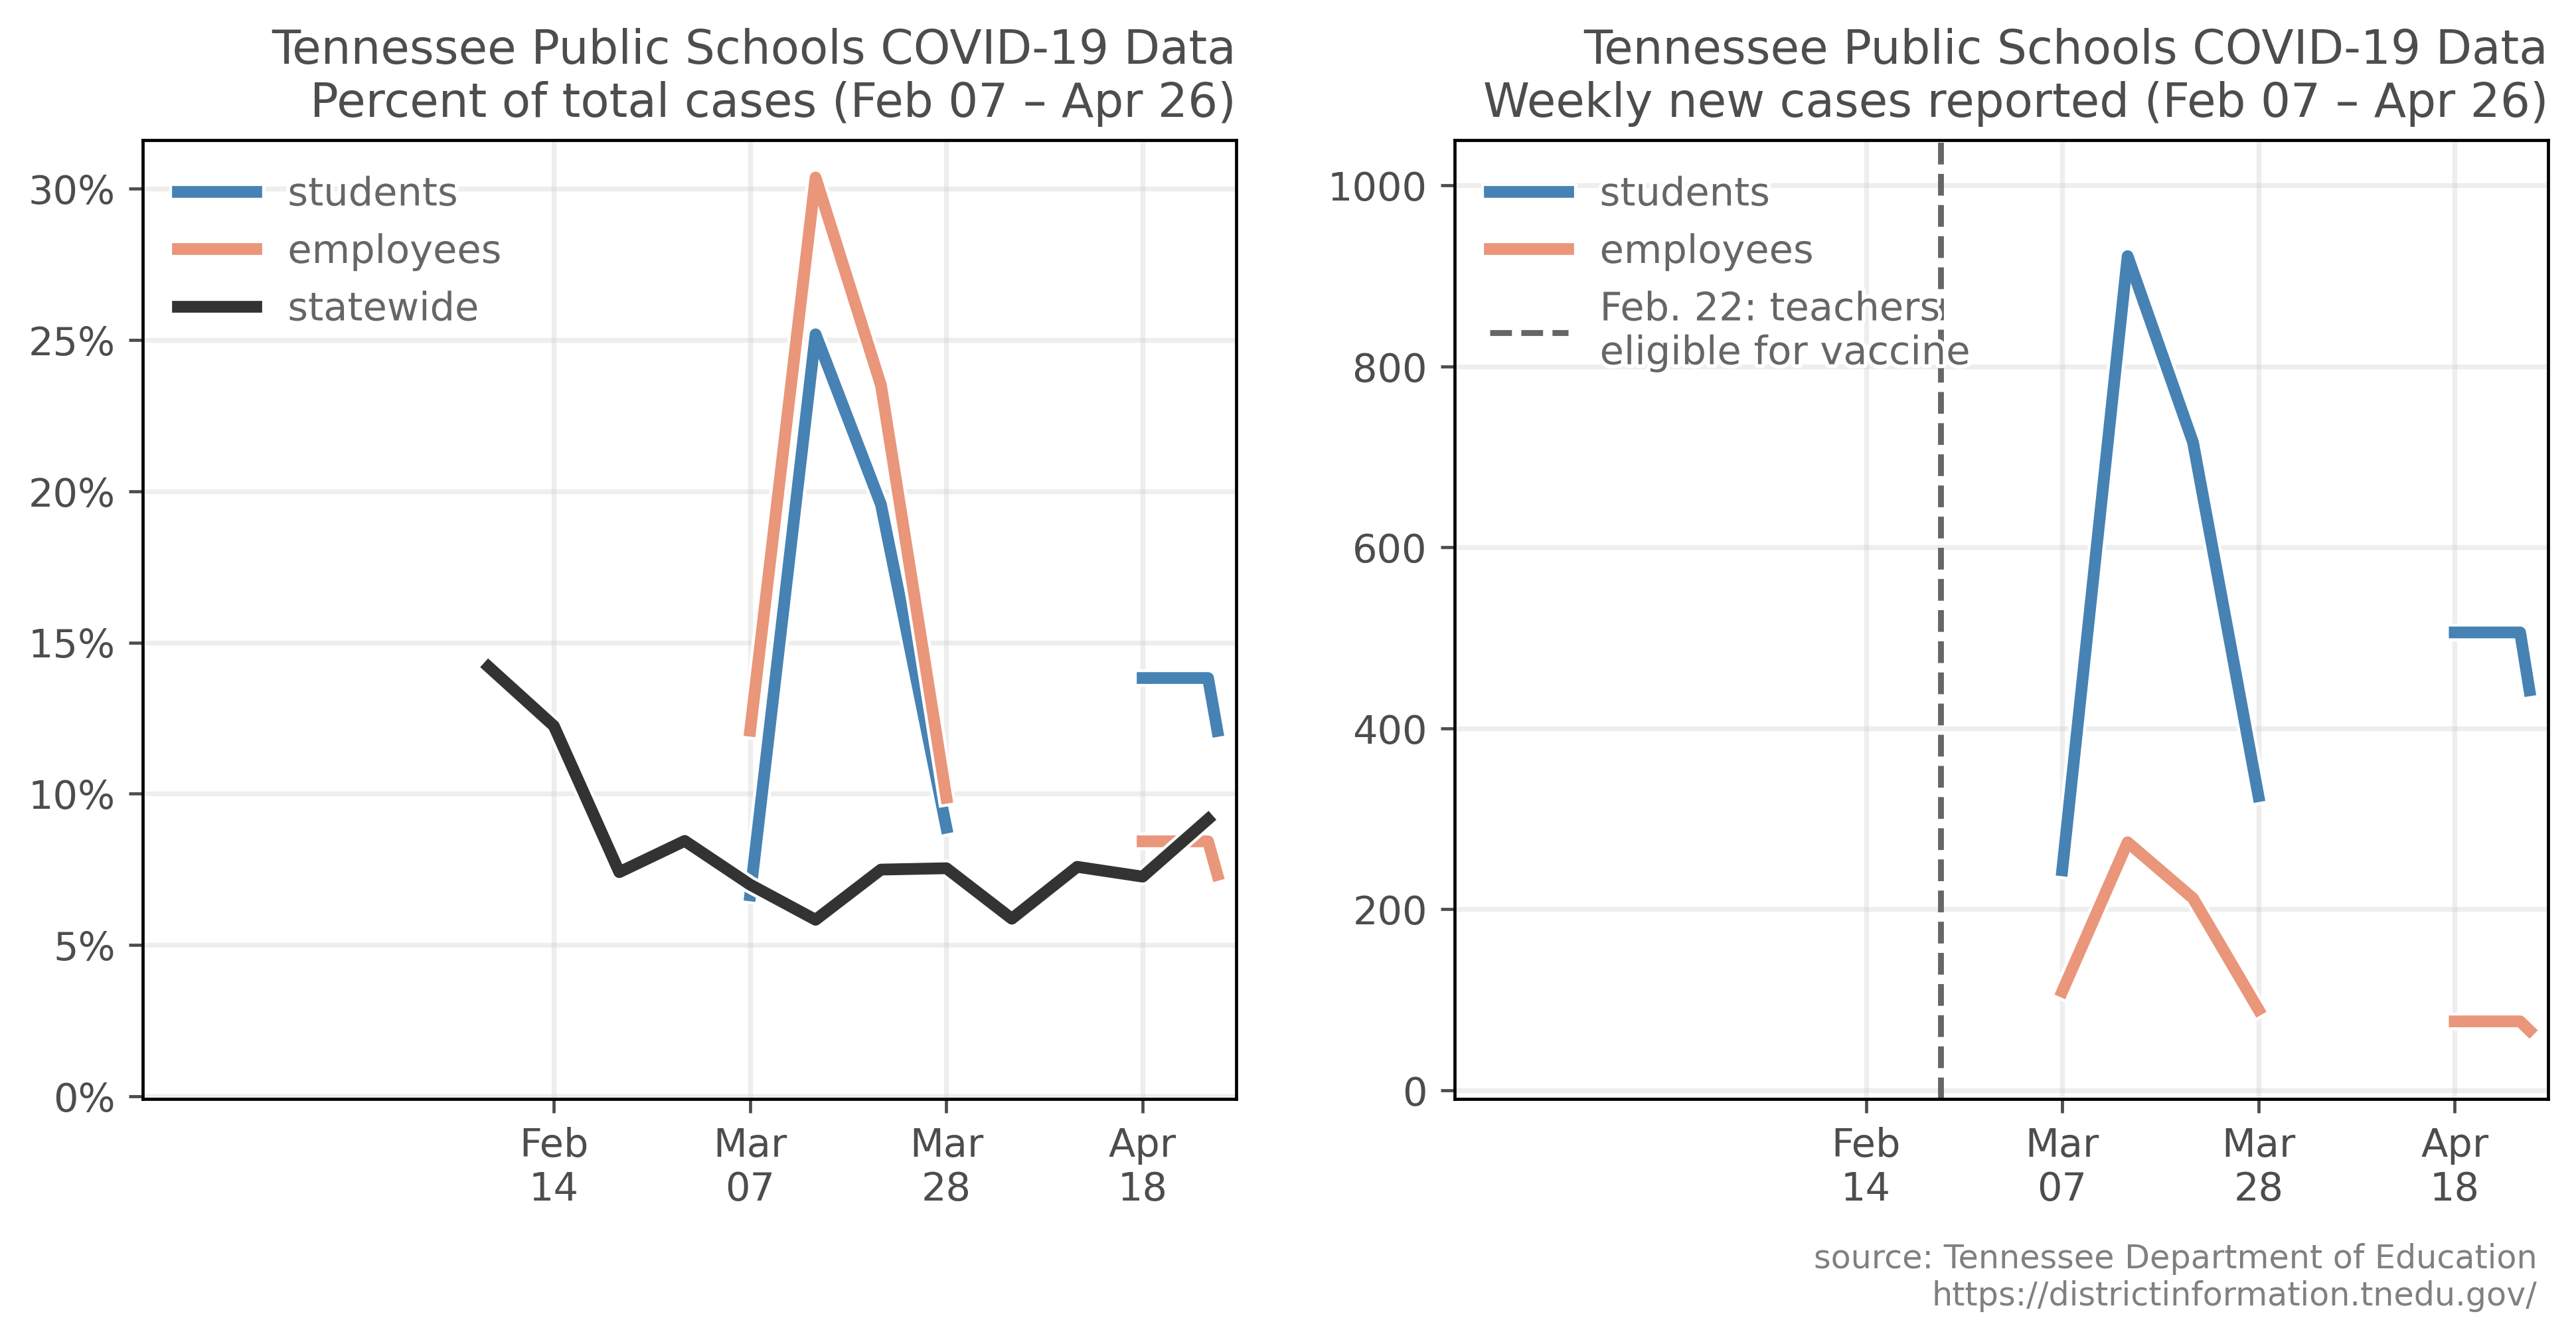 Tennessee Public Schools COVID-19 Data
Percent of total cases (Feb 07 – Apr 26)
30%
25%
20%
15%
10%
5%
0%
students
employees
statewide
Feb
14
Mar
07
Mar
28
Apr
18
Tennessee Public Schools COVID-19 Data
Weekly new cases reported (Feb 07 – Apr 26)
1000
800
600
400
200
0
students
employees
Feb. 22: teachers
eligible for vaccine
Feb
14
Mar
07
Mar
28
Apr
18
source: Tennessee Department of Education
https://districtinformation.tnedu.gov/